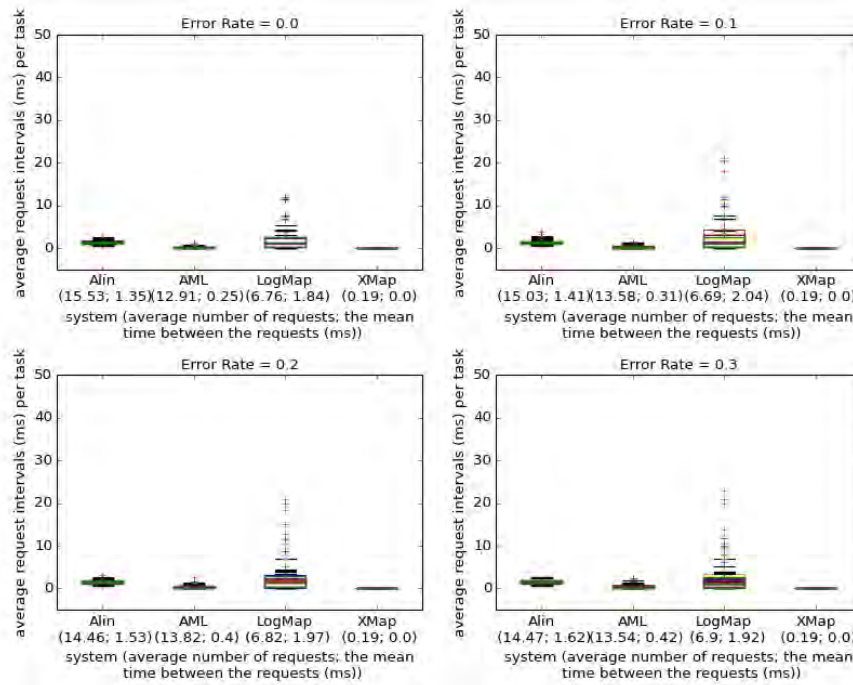 Error Rate = 0.0
average request intervals (ms) per task
50
40
30
20
10
0
Alin AML LogMap XMap
(15.53; 1.35)(12.91; 0.25) (6.76; 1.84) (0.19; 0.0)
system (average number of requests; the mean
time between the requests (ms))
Error Rate = 0.1
average request intervals (ms) per task
50
40
30
20
10
0
Alin AML LogMap XMap
(15.03; 1.41)(13.58; 0.31) (6.69; 2.04) (0.19; 0.0)
system (average number of requests; the mean
time between the requests (ms))
Error Rate = 0.2
average request intervals (ms) per task
50
40
30
20
10
0
Alin AML LogMap XMap
(14.46; 1.53) (13.82; 0.4) (6.82; 1.97) (0.19; 0.0)
system (average number of requests; the mean
time between the requests (ms))
Error Rate = 0.3
average request intervals (ms) per task
50
40
30
20
10
0
Alin AML LogMap XMap
(14.47; 1.62)(13.54; 0.42) (6.9; 1.92) (0.19; 0.0)
system (average number of requests; the mean
time between the requests (ms))